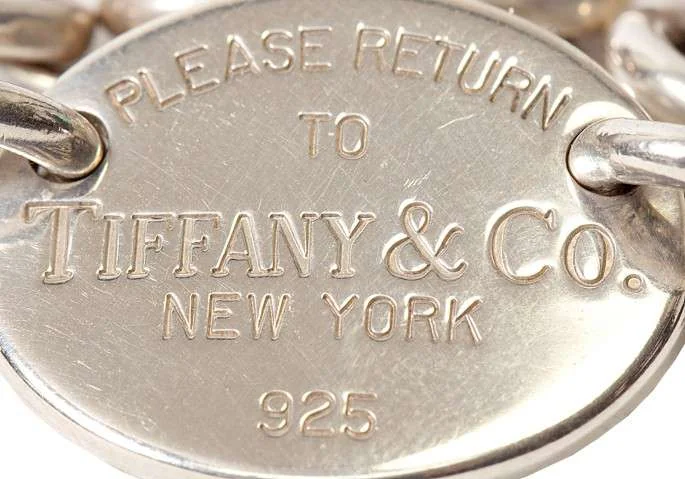 PLEASE RETURN
TO
TIFFANY & CO.
NEW YORK
925